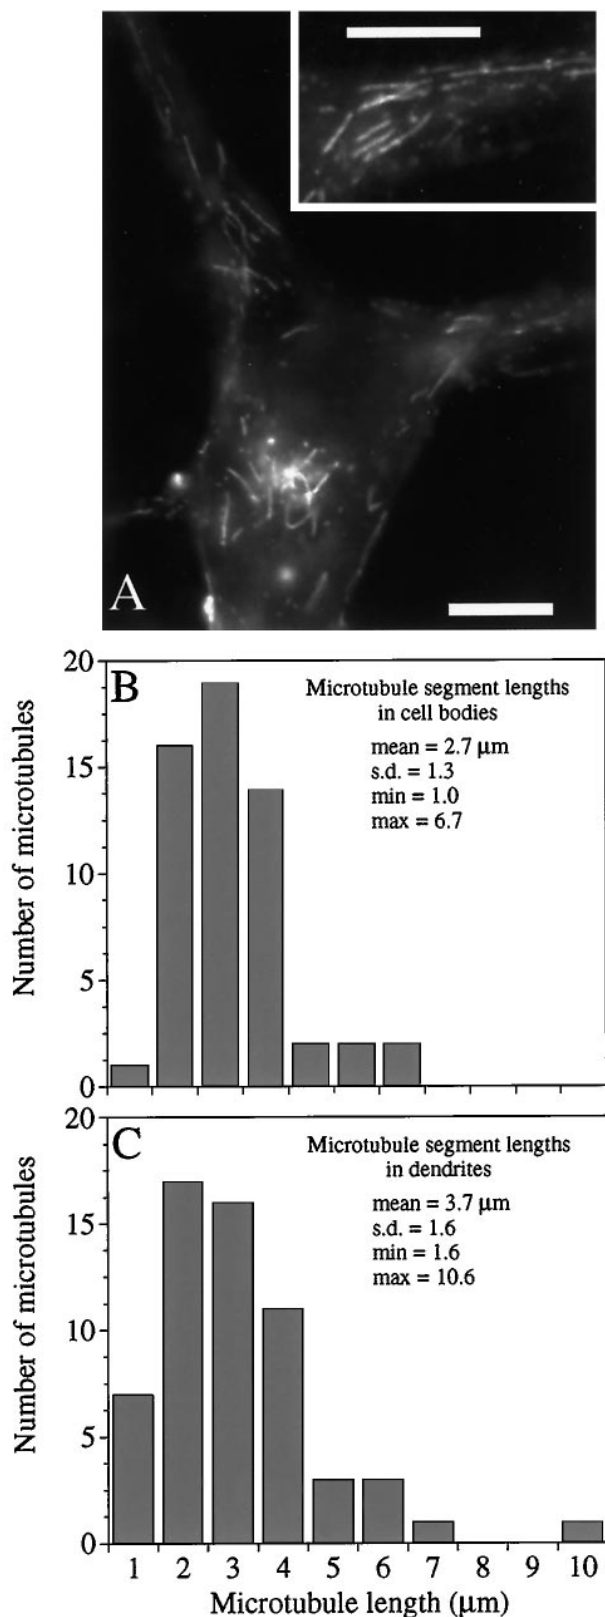 A
B
Microtubule segment lengths
in cell bodies
mean = 2.7 μm
s.d. = 1.3
min = 1.0
max = 6.7
Number of microtubules
20
15
10
5
0
C
Microtubule segment lengths
in dendrites
mean = 3.7 μm
s.d. = 1.6
min = 1.6
max = 10.6
Number of microtubules
20
15
10
5
0
1 2 3 4 5 6 7 8 9 10
Microtubule length (μm)